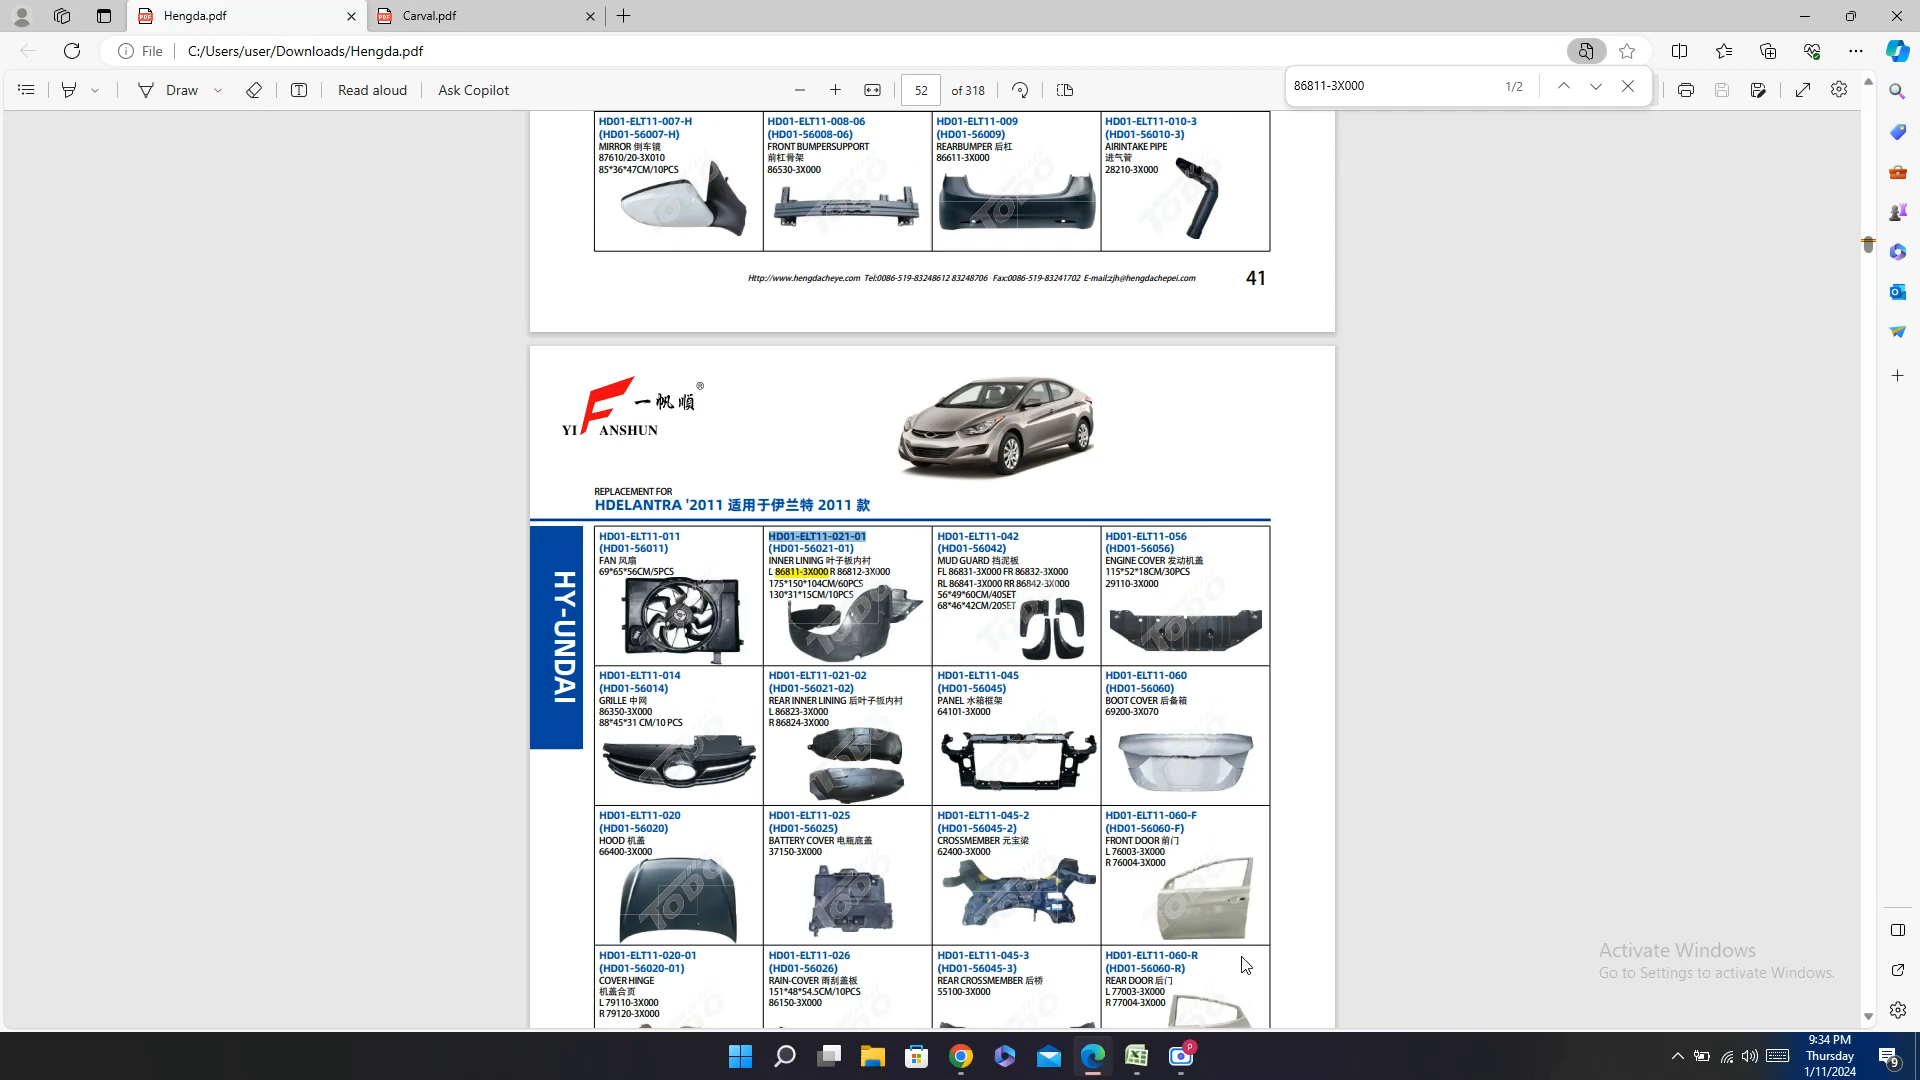 Hengda.pdf
Carval.pdf
File
C:/Users/user/Downloads/Hengda.pdf
Draw
Read aloud
Ask Copilot
52
of 318
86811-3X000
1/2
HD01-ELT11-007-H
(HD01-56007-H)
MIRROR 倒车镜
87610/20-3X010
85*36*47CM/10PCS
HD01-ELT11-008-06
(HD01-56008-06)
FRONT BUMPERSUPPORT
前杠骨架
86530-3X000
HD01-ELT11-009
(HD01-56009)
REARBUMPER 后杠
86611-3X000
HD01-ELT11-010-3
(HD01-56010-3)
AIRINTAKE PIPE
进气管
28210-3X000
Http://www.hengdacheye.com Tel:0086-519-83248612 83248706 Fax:0086-519-83241702 E-mail:zjh@hengdachepei.com
41
一帆順 ®
YI ANSHUN
REPLACEMENT FOR
HDELANTRA '2011 适用于伊兰特 2011 款
HY-UNDAI
HD01-ELT11-011
(HD01-56011)
FAN 风扇
69*65*56CM/5PCS
HD01-ELT11-021-01
(HD01-56021-01)
INNER LINING 叶子板内衬
L 86811-3X000 R 86812-3X000
175*150*104CM/60PCS
130*31*15CM/10PCS
HD01-ELT11-042
(HD01-56042)
MUD GUARD 挡泥板
FL 86831-3X000 FR 86832-3X000
RL 86841-3X000 RR 86842-3X000
56*49*60CM/40SET
68*46*42CM/20SET
HD01-ELT11-056
(HD01-56056)
ENGINE COVER 发动机盖
115*52*18CM/30PCS
29110-3X000
HD01-ELT11-014
(HD01-56014)
GRILLE 中网
86350-3X000
88*45*31 CM/10 PCS
HD01-ELT11-021-02
(HD01-56021-02)
REAR INNER LINING 后叶子板内衬
L 86823-3X000
R 86824-3X000
HD01-ELT11-045
(HD01-56045)
PANEL 水箱框架
64101-3X000
HD01-ELT11-060
(HD01-56060)
BOOT COVER 后备箱
69200-3X070
HD01-ELT11-020
(HD01-56020)
HOOD 机盖
66400-3X000
HD01-ELT11-025
(HD01-56025)
BATTERY COVER 电瓶底盖
37150-3X000
HD01-ELT11-045-2
(HD01-56045-2)
CROSSMEMBER 元宝梁
62400-3X000
HD01-ELT11-060-F
(HD01-56060-F)
FRONT DOOR 前门
L 76003-3X000
R 76004-3X000
HD01-ELT11-020-01
(HD01-56020-01)
COVER HINGE
机盖合页
L 79110-3X000
R 79120-3X000
HD01-ELT11-026
(HD01-56026)
RAIN-COVER 雨刮盖板
151*48*54.5CM/10PCS
86150-3X000
HD01-ELT11-045-3
(HD01-56045-3)
REAR CROSSMEMBER 后桥
55100-3X000
HD01-ELT11-060-R
(HD01-56060-R)
REAR DOOR 后门
L 77003-3X000
R 77004-3X000
TODO
Activate Windows
Go to Settings to activate Windows.
9:34 PM
Thursday
1/11/2024
9